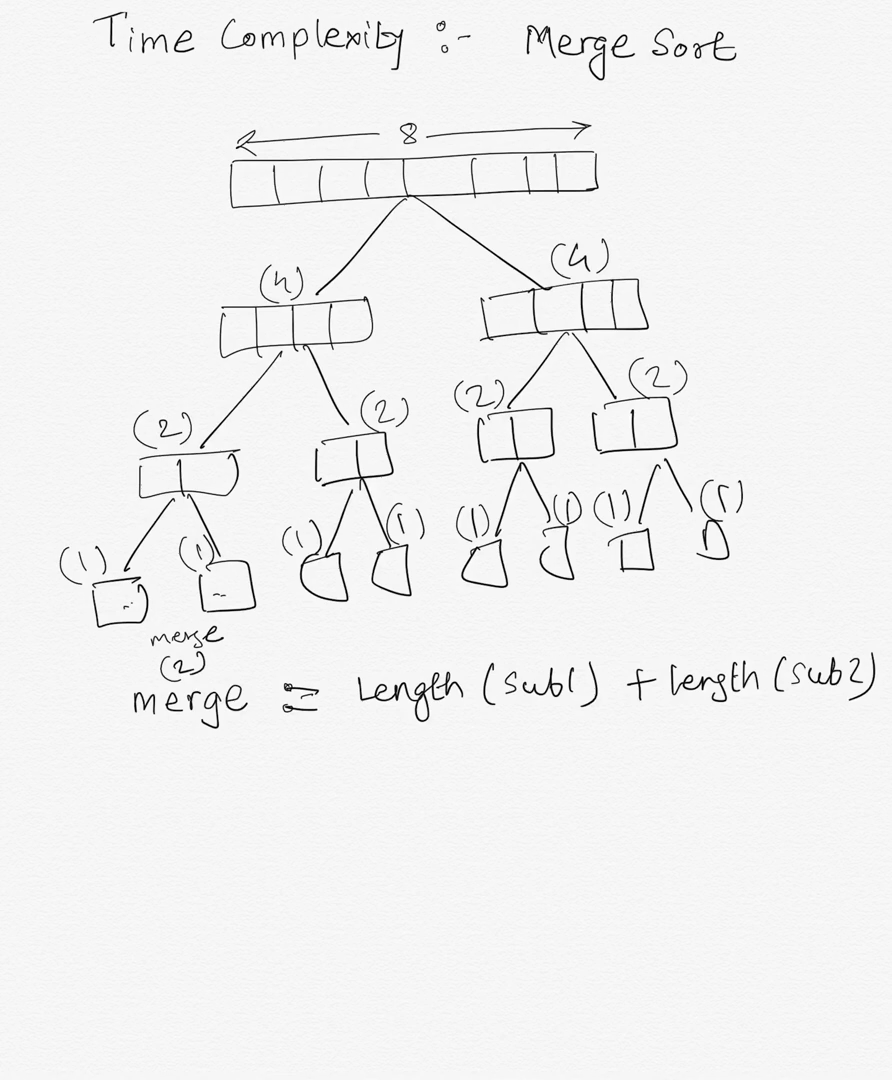 Time Complexity :- Merge Sort
8
(4) (4)
(2) (2) (2) (2)
(1) (1) (1) (1) (1) (1) (1) (1)
merge
(2)
merge = Length (sub1) + length (sub2)